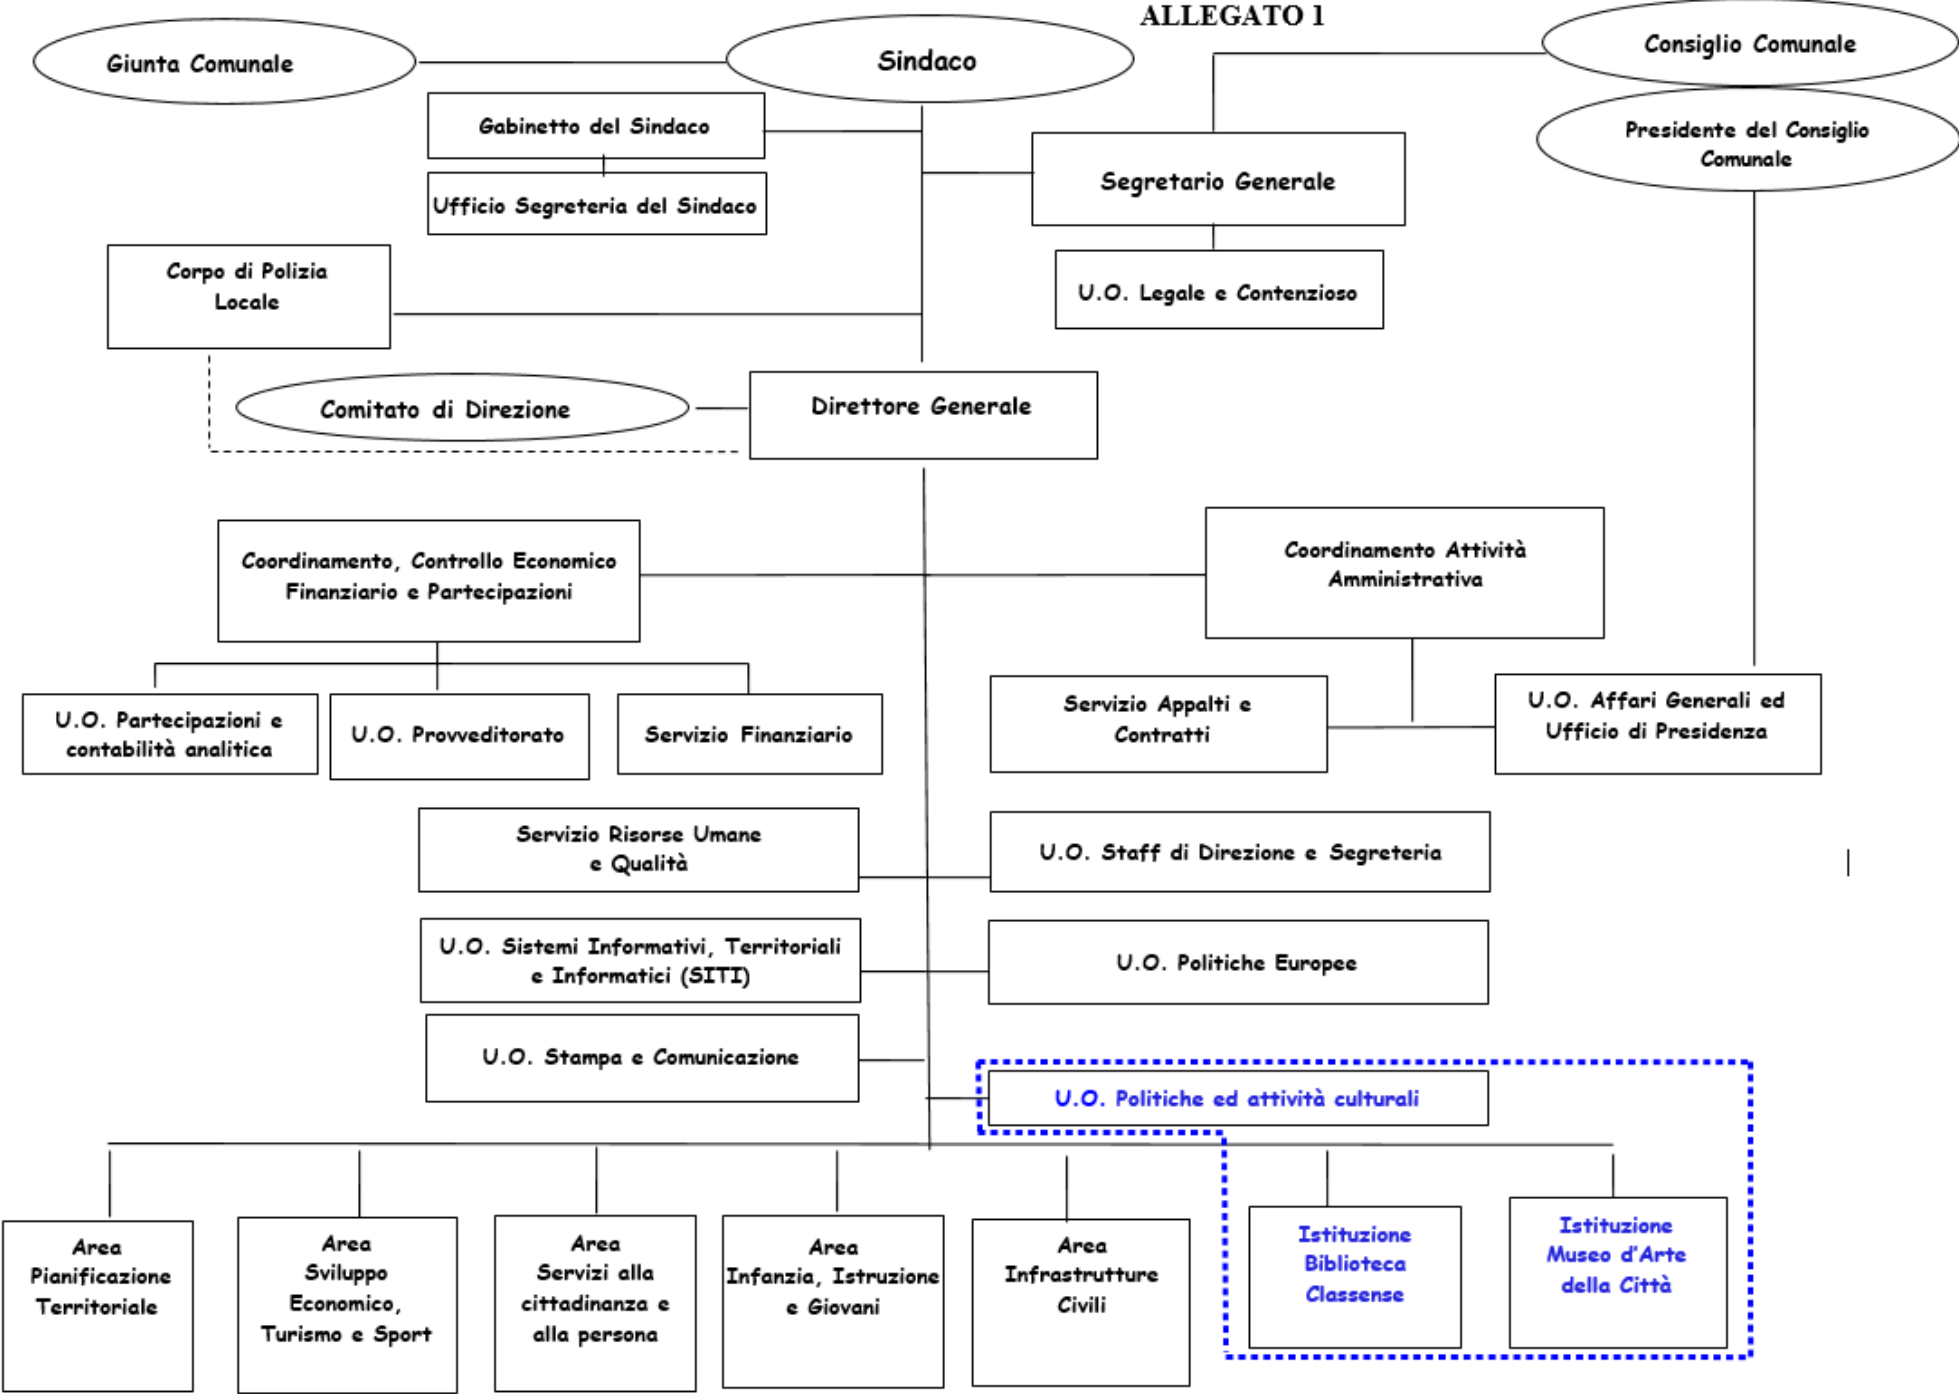 ALLEGATO 1
Giunta Comunale
Sindaco
Consiglio Comunale
Gabinetto del Sindaco
Presidente del Consiglio
Comunale
Segretario Generale
Ufficio Segreteria del Sindaco
Corpo di Polizia
Locale
U.O. Legale e Contenzioso
Comitato di Direzione
Direttore Generale
Coordinamento, Controllo Economico
Finanziario e Partecipazioni
Coordinamento Attività
Amministrativa
U.O. Partecipazioni e
contabilità analitica
U.O. Provveditorato
Servizio Finanziario
Servizio Appalti e
Contratti
U.O. Affari Generali ed
Ufficio di Presidenza
Servizio Risorse Umane
e Qualità
U.O. Staff di Direzione e Segreteria
U.O. Sistemi Informativi, Territoriali
e Informatici (SITI)
U.O. Politiche Europee
U.O. Stampa e Comunicazione
U.O. Politiche ed attività culturali
Area
Pianificazione
Territoriale
Area
Sviluppo
Economico,
Turismo e Sport
Area
Servizi alla
cittadinanza e
alla persona
Area
Infanzia, Istruzione
e Giovani
Area
Infrastrutture
Civili
Istituzione
Biblioteca
Classense
Istituzione
Museo d'Arte
della Città